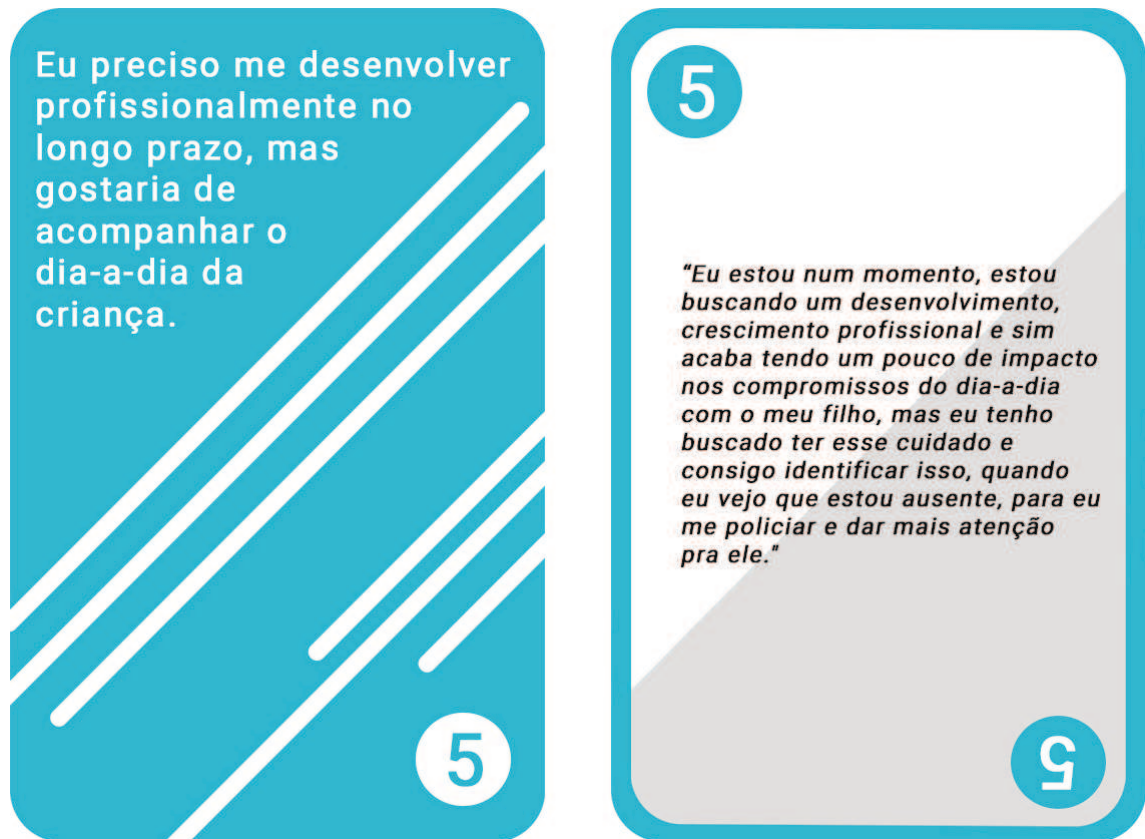 Eu preciso me desenvolver
profissionalmente no
longo prazo, mas
gostaria de
acompanhar o
dia-a-dia da
criança.
5
5
"Eu estou num momento, estou
buscando um desenvolvimento,
crescimento profissional e sim
acaba tendo um pouco de impacto
nos compromissos do dia-a-dia
com o meu filho, mas eu tenho
buscado ter esse cuidado e
consigo identificar isso, quando
eu vejo que estou ausente, para eu
me policiar e dar mais atenção
pra ele."
5